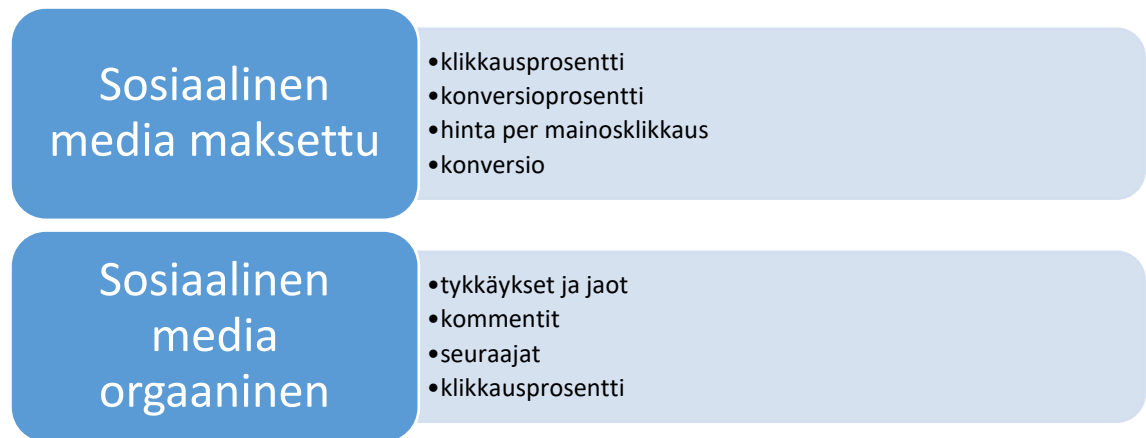 Sosiaalinen
media maksettu
•klikkausprosentti
•konversioprosentti
•hinta per mainosklikkaus
•konversio
Sosiaalinen
media
orgaaninen
•tykkäykset ja jaot
•kommentit
•seuraajat
•klikkausprosentti